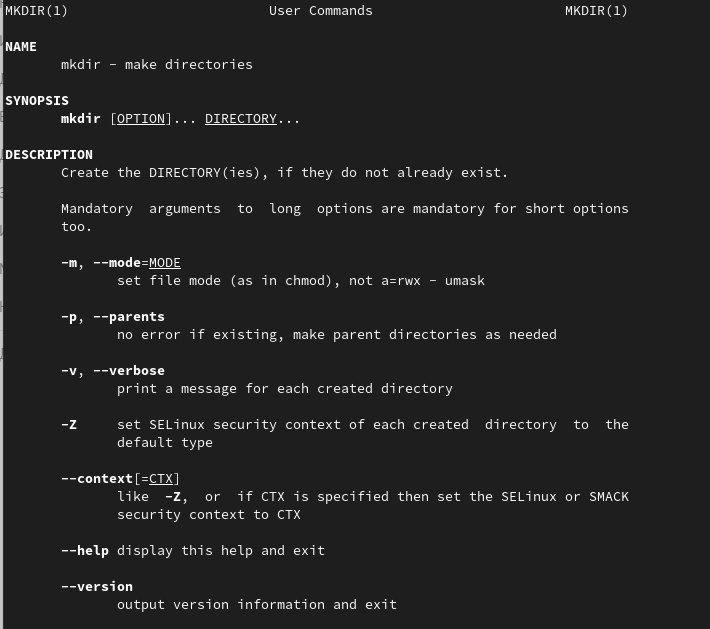 MKDIR(1) User Commands MKDIR(1)
NAME
mkdir - make directories
SYNOPSIS
mkdir [OPTION]... DIRECTORY...
DESCRIPTION
Create the DIRECTORY(ies), if they do not already exist.
Mandatory arguments to long options are mandatory for short options
too.
-m, --mode=MODE
set file mode (as in chmod), not a=rwx - umask
-p, --parents
no error if existing, make parent directories as needed
-v, --verbose
print a message for each created directory
-Z set SELinux security context of each created directory to the
default type
--context[=CTX]
like -Z, or if CTX is specified then set the SELinux or SMACK
security context to CTX
--help display this help and exit
--version
output version information and exit